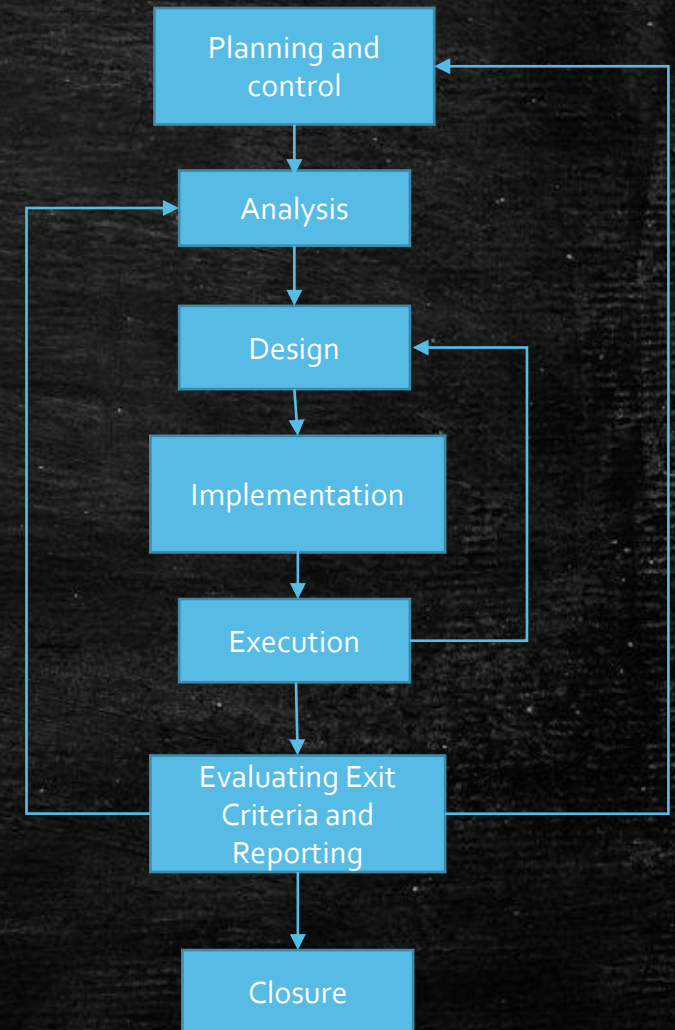 Planning and
control
Analysis
Design
Implementation
Execution
Evaluating Exit
Criteria and
Reporting
Closure